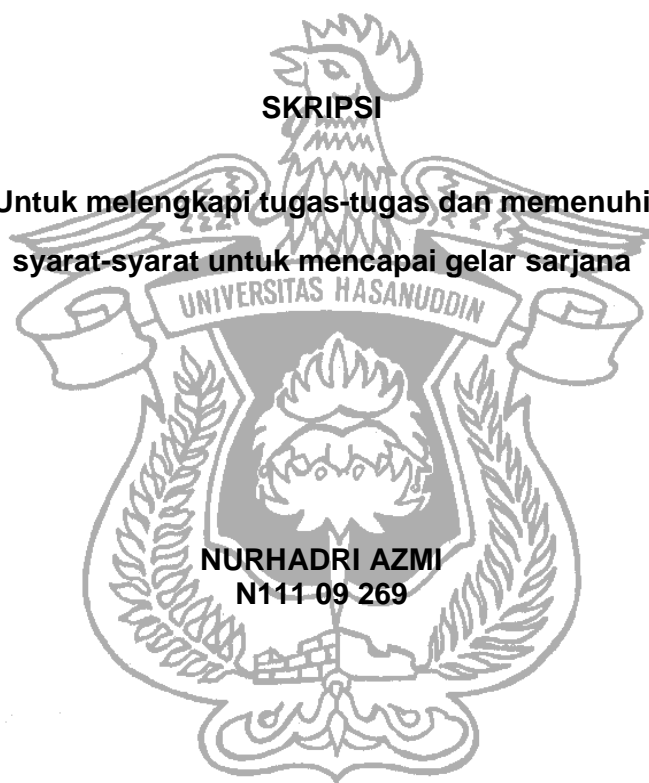 SKRIPSI
Untuk melengkapi tugas-tugas dan memenuhi
syarat-syarat untuk mencapai gelar sarjana
UNIVERSITAS HASANUDDIN
NURHADRI AZMI
N111 09 269